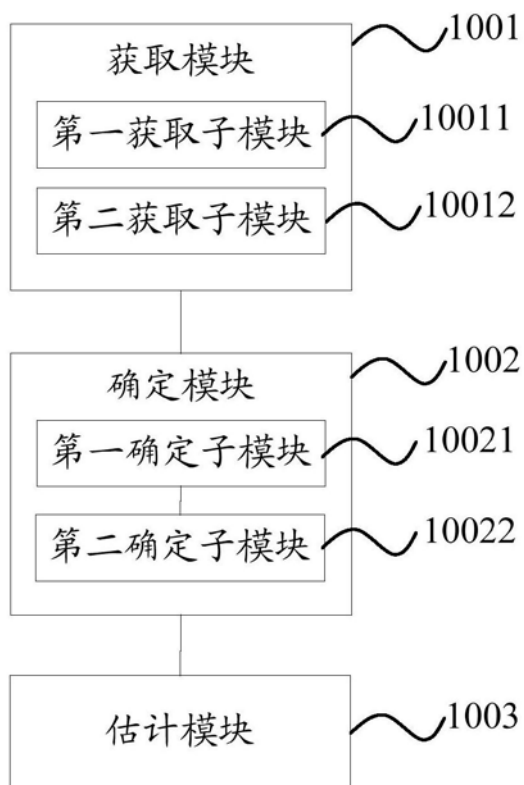 1001
获取模块
第一获取子模块 10011
第二获取子模块 10012
1002
确定模块
第一确定子模块 10021
第二确定子模块 10022
估计模块 1003